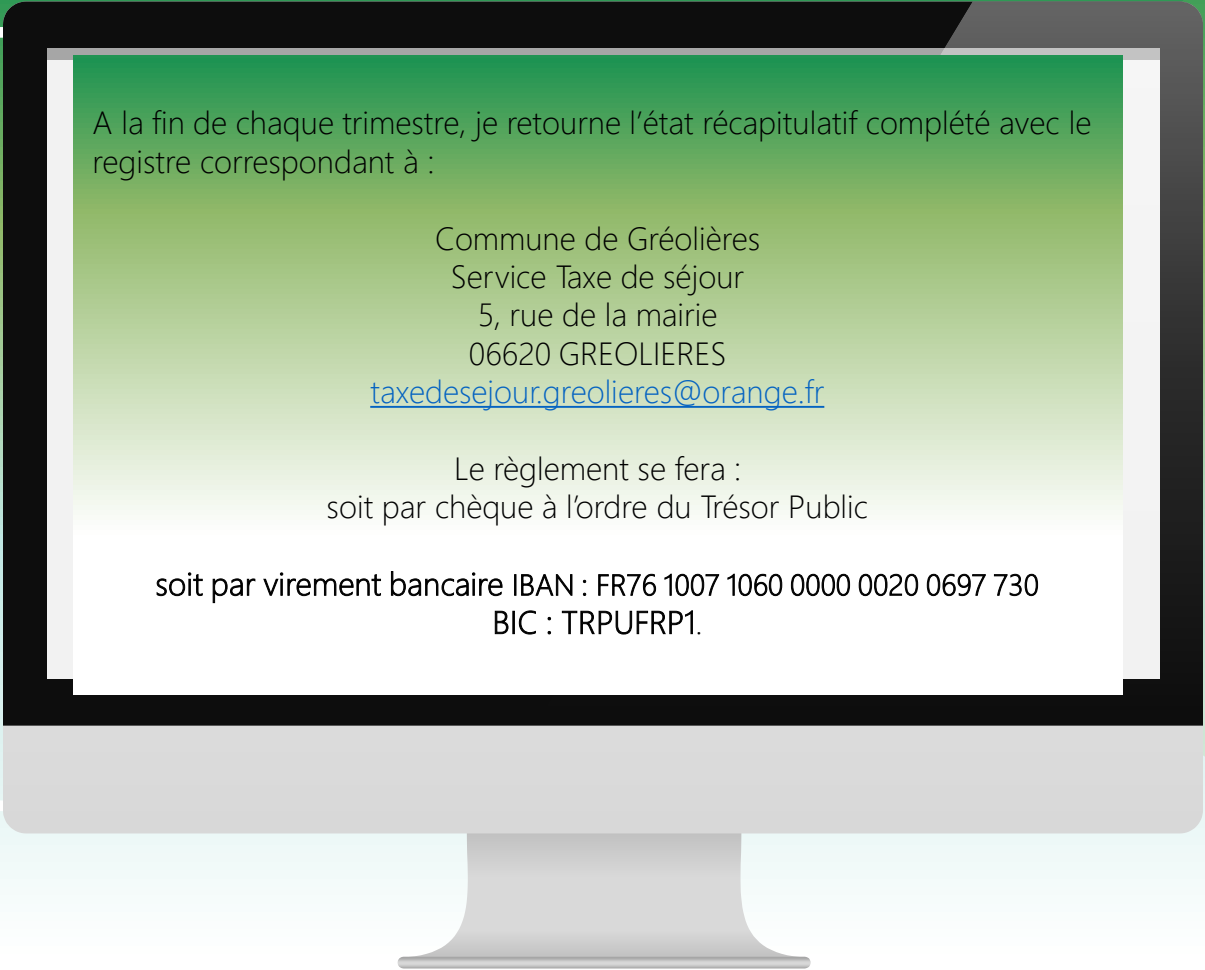 A la fin de chaque trimestre, je retourne l’état récapitulatif complété avec le
registre correspondant à :
Commune de Gréolières
Service Taxe de séjour
5, rue de la mairie
06620 GREOLIERES
taxedesejour.greolieres@orange.fr
Le règlement se fera :
soit par chèque à l’ordre du Trésor Public
soit par virement bancaire IBAN : FR76 1007 1060 0000 0020 0697 730
BIC : TRPUFRP1.